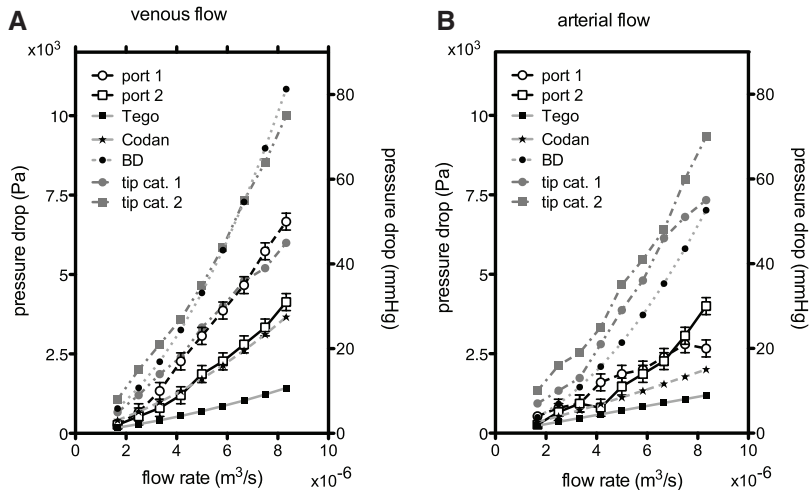 A
venous flow
x10³
port 1
port 2
Tego
Codan
BD
tip cat. 1
tip cat. 2
10
7.5
5
2.5
0
80
60
40
20
0
pressure drop (Pa)
pressure drop (mmHg)
0 2 4 6 8 10
flow rate (m³/s)
x10⁻⁶
B
arterial flow
x10³
port 1
port 2
Tego
Codan
BD
tip cat. 1
tip cat. 2
10
7.5
5
2.5
0
80
60
40
20
0
pressure drop (Pa)
pressure drop (mmHg)
0 2 4 6 8 10
flow rate (m³/s)
x10⁻⁶